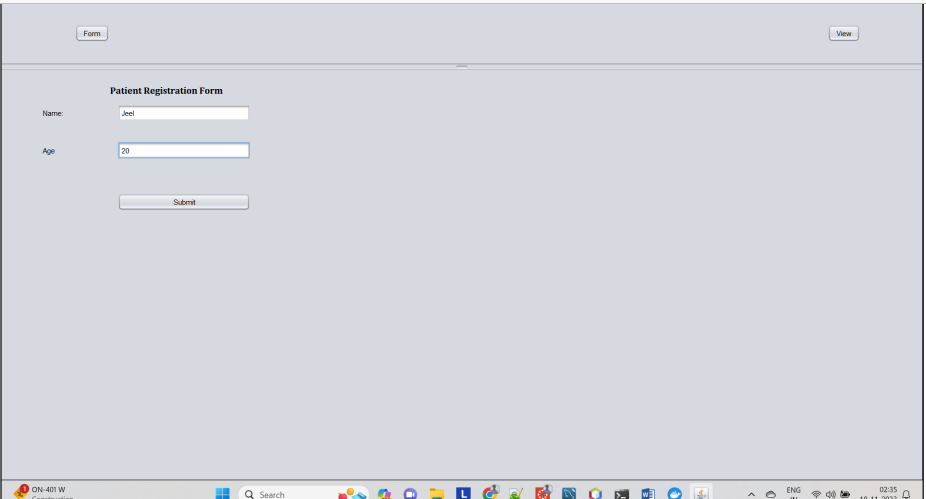 Form
View
Patient Registration Form
Name: Jeel
Age 20
Submit
ON-401 W
Construction
Search
ENG
IN
02:35
18-11-2023